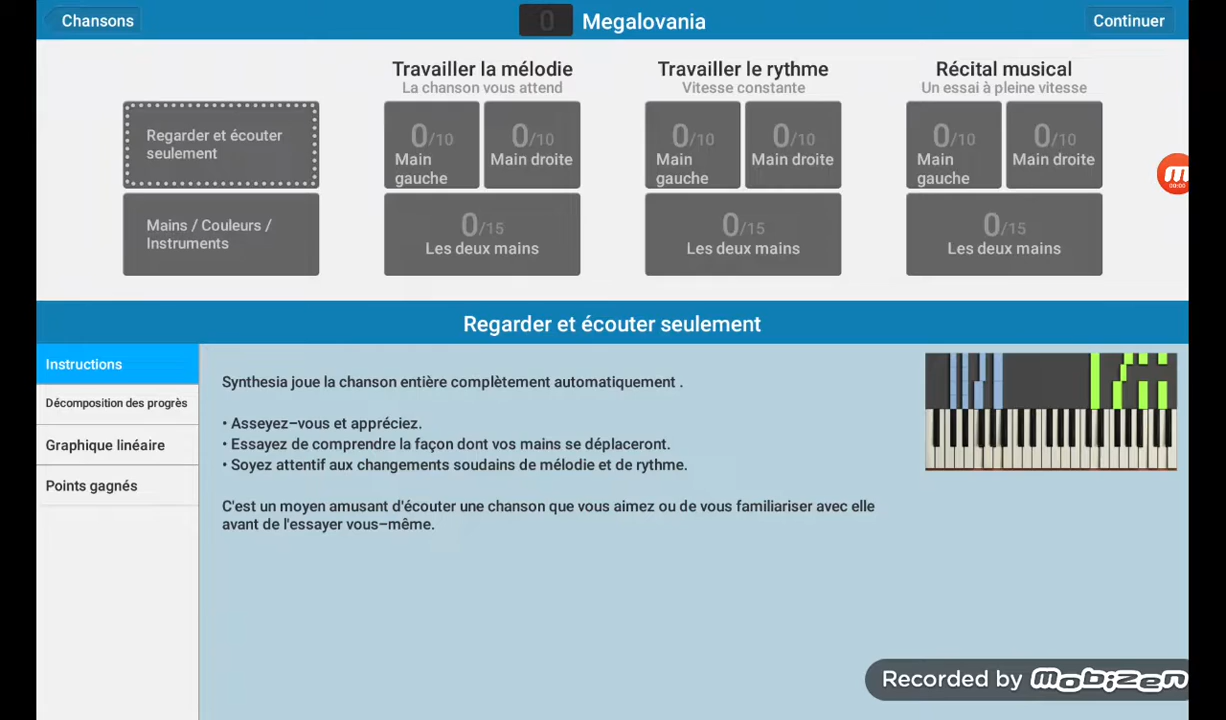 Chansons
0
Megalovania
Continuer
Travailler la mélodie
La chanson vous attend
Travailler le rythme
Vitesse constante
Récital musical
Un essai à pleine vitesse
Regarder et écouter
seulement
0/10
Main
gauche
0/10
Main droite
0/10
Main
gauche
0/10
Main droite
0/10
Main
gauche
0/10
Main droite
00:00
Mains / Couleurs /
Instruments
0/15
Les deux mains
0/15
Les deux mains
0/15
Les deux mains
Regarder et écouter seulement
Instructions
Décomposition des progrès
Graphique linéaire
Points gagnés
Synthesia joue la chanson entière complètement automatiquement .
• Asseyez–vous et appréciez.
• Essayez de comprendre la façon dont vos mains se déplaceront.
• Soyez attentif aux changements soudains de mélodie et de rythme.
C'est un moyen amusant d'écouter une chanson que vous aimez ou de vous familiariser avec elle
avant de l'essayer vous–même.
Recorded by mobizen